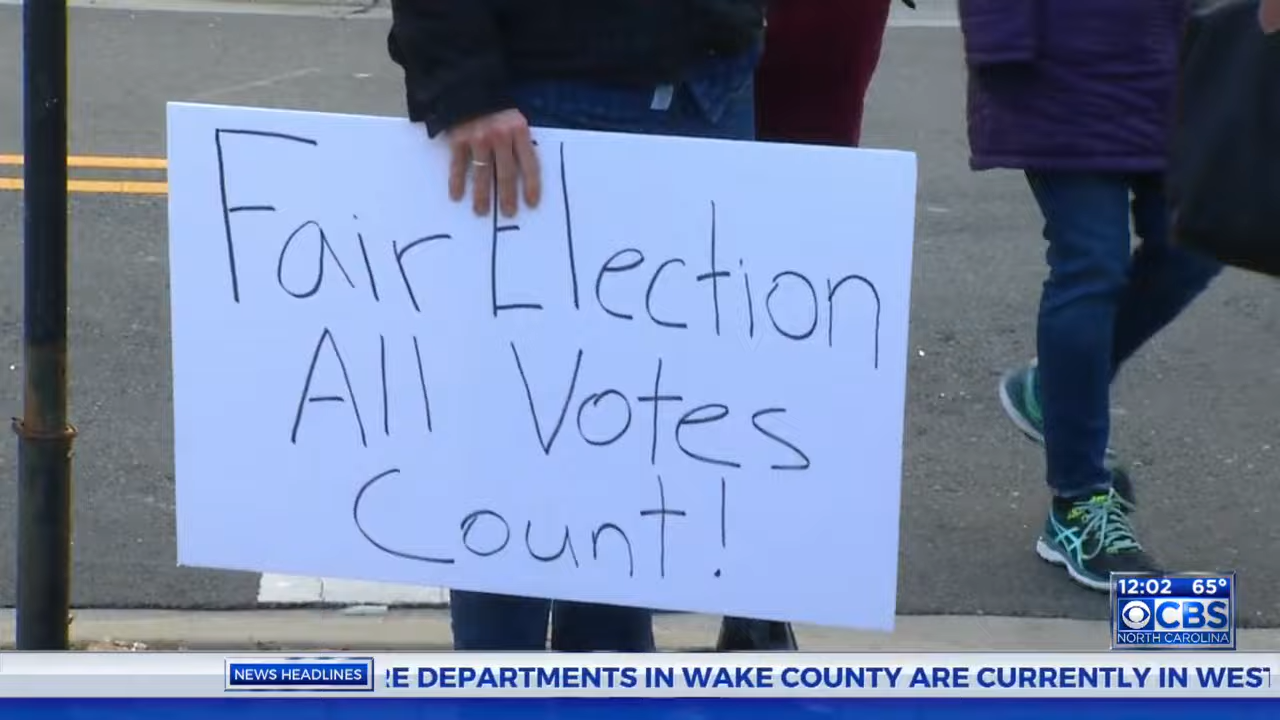 Fair Election
All Votes
Count!
12:02 65°
CBS
NORTH CAROLINA
NEWS HEADLINES
DEPARTMENTS IN WAKE COUNTY ARE CURRENTLY IN